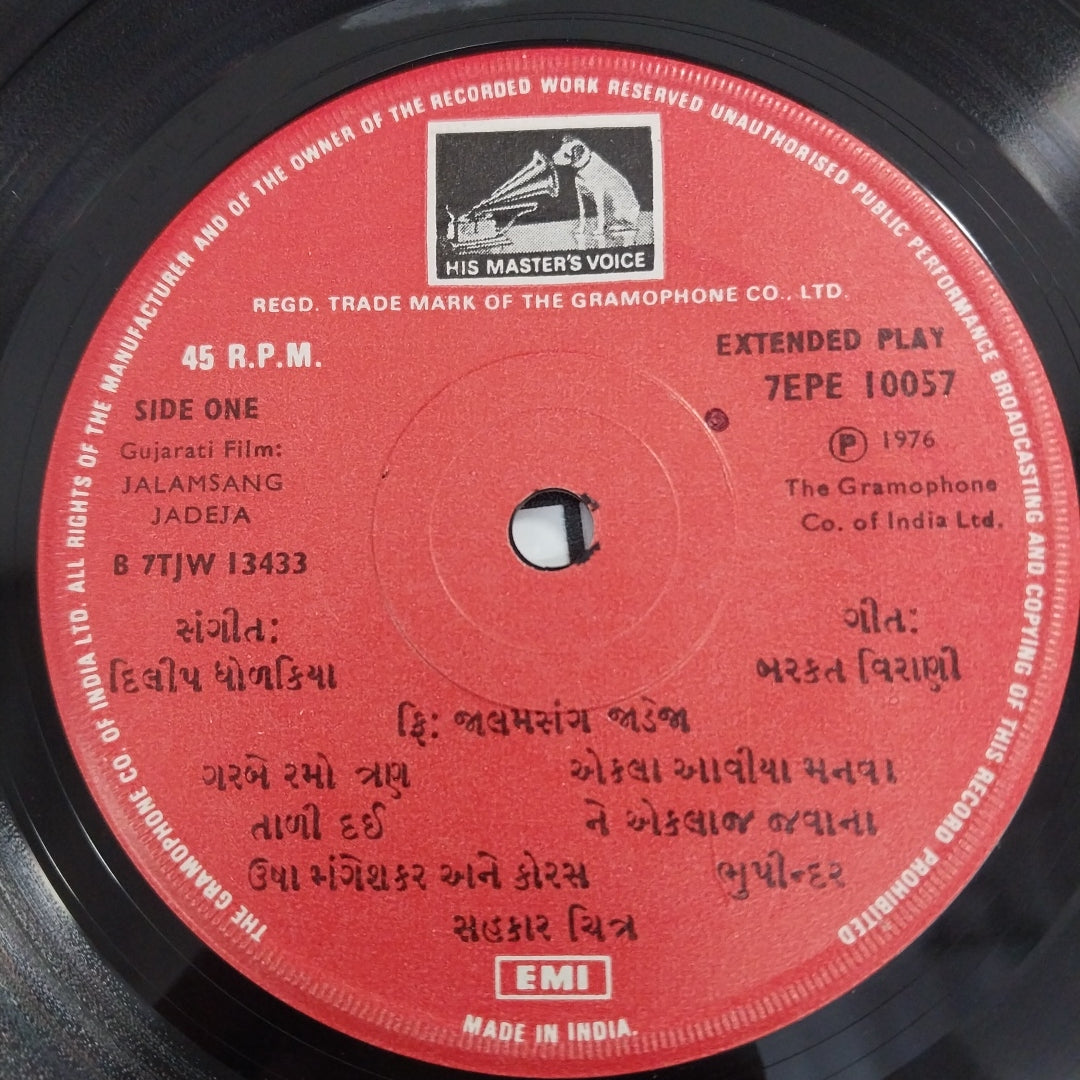 THE GRAMOPHONE CO. OF INDIA LTD. ALL RIGHTS OF THE MANUFACTURER AND OF THE OWNER OF THE RECORDED WORK RESERVED UNAUTHORISED PUBLIC PERFORMANCE BROADCASTING AND COPYING OF THIS RECORD PROHIBITED
HIS MASTER'S VOICE
REGD. TRADE MARK OF THE GRAMOPHONE CO., LTD.
45 R.P.M.
EXTENDED PLAY
7EPE 10057
SIDE ONE
Gujarati Film:
JALAMSANG
JADEJA
Ⓟ 1976
The Gramophone
Co. of India Ltd.
B 7TJW 13433
સંગીત:
દિલીપ ધોળકિયા
ગીત:
બરકત વિરાણી
ફિ: જાલમસંગ જાડેજા
ગરબે રમો ત્રણ
તાળી દઈ
ઉષા મંગેશકર અને કોરસ
એકલા આવીયા મનવા
ને એકલાજ જવાના
ભુપીન્દર
સહકાર ચિત્ર
EMI
MADE IN INDIA.